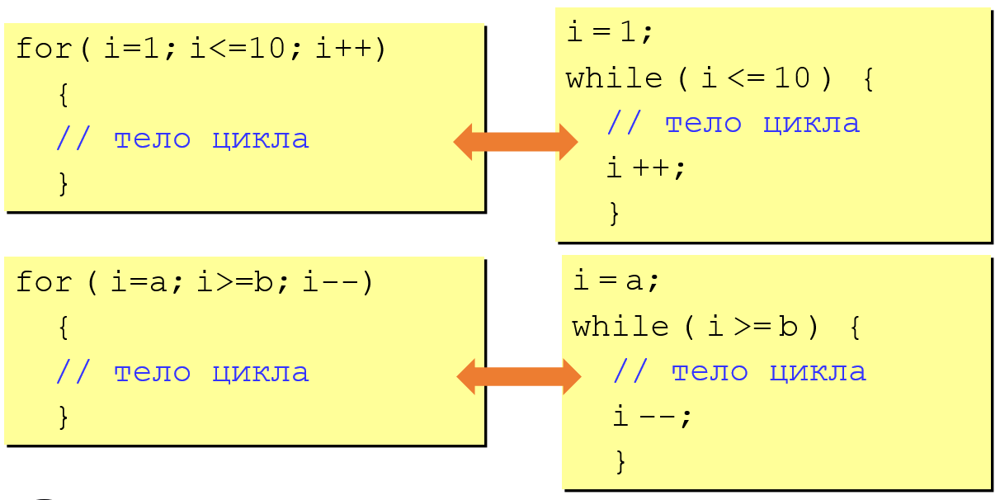 for( i=1; i<=10; i++)
{
// тело цикла
}
i = 1;
while ( i <= 10 ) {
// тело цикла
i ++;
}
for ( i=a; i>=b; i--)
{
// тело цикла
}
i = a;
while ( i >= b ) {
// тело цикла
i --;
}